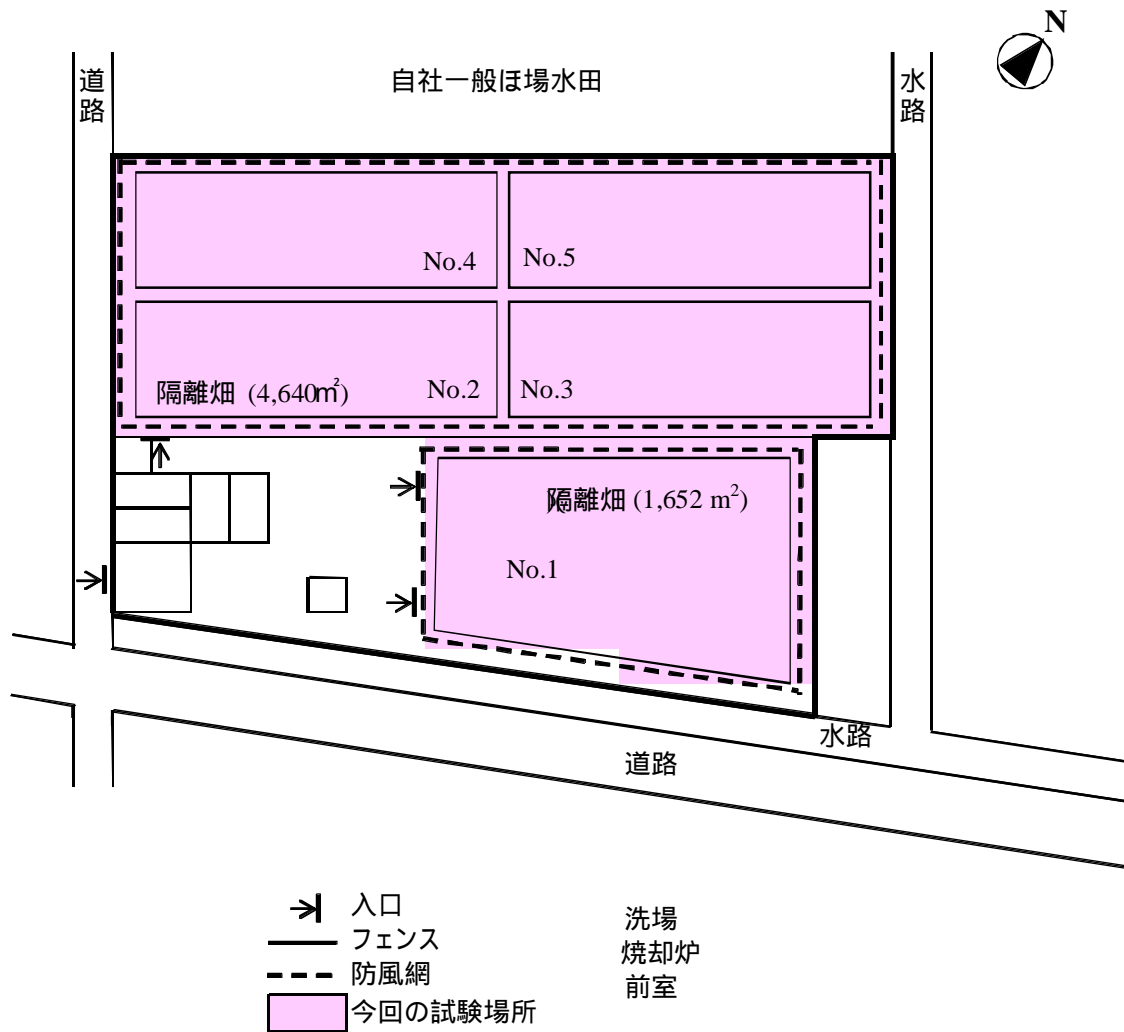 N
道路
自社一般ほ場水田
水路
No.4
No.5
隔離畑 (4,640㎡)
No.2
No.3
隔離畑 (1,652 m²)
No.1
水路
道路
入口
フェンス
防風網
今回の試験場所
洗場
焼却炉
前室